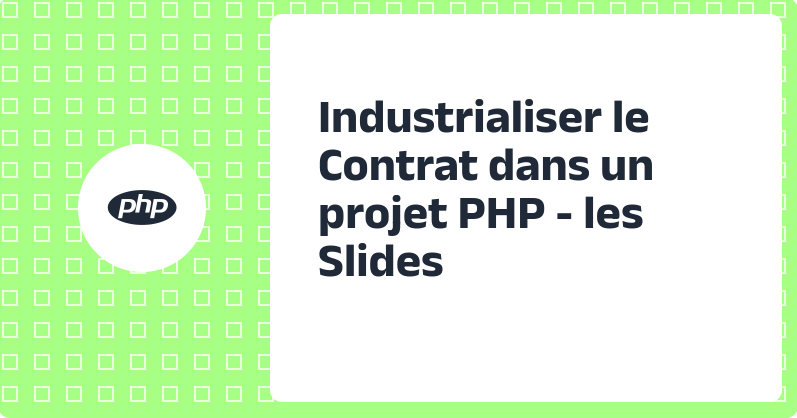 php
Industrialiser le
Contrat dans un
projet PHP - les
Slides